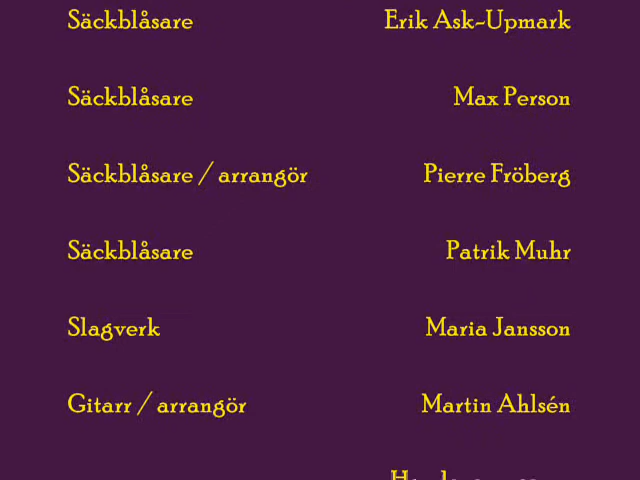 Säckblåsare Erik Ask-Upmark
Säckblåsare Max Person
Säckblåsare / arrangör Pierre Fröberg
Säckblåsare Patrik Muhr
Slagverk Maria Jansson
Gitarr / arrangör Martin Ahlsén